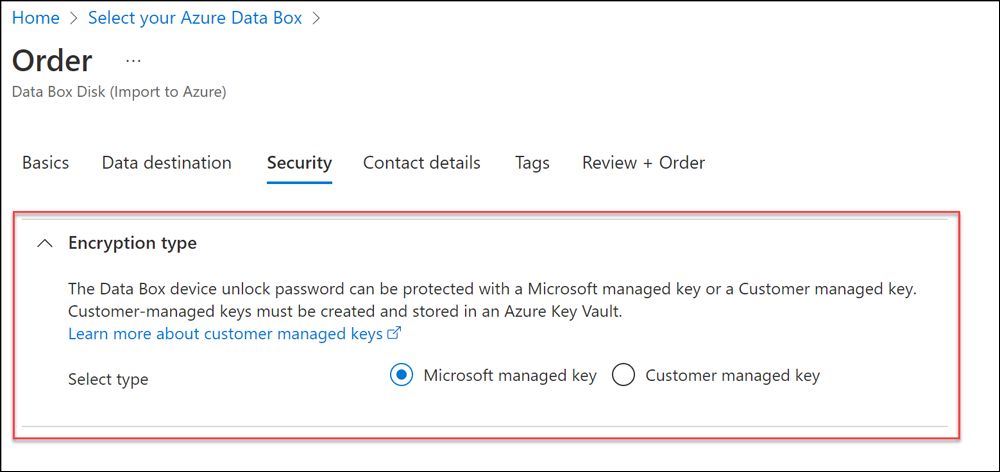 Home > Select your Azure Data Box >
Order ...
Data Box Disk (Import to Azure)
Basics Data destination Security Contact details Tags Review + Order
Encryption type
The Data Box device unlock password can be protected with a Microsoft managed key or a Customer managed key.
Customer-managed keys must be created and stored in an Azure Key Vault.
Learn more about customer managed keys
Select type Microsoft managed key Customer managed key